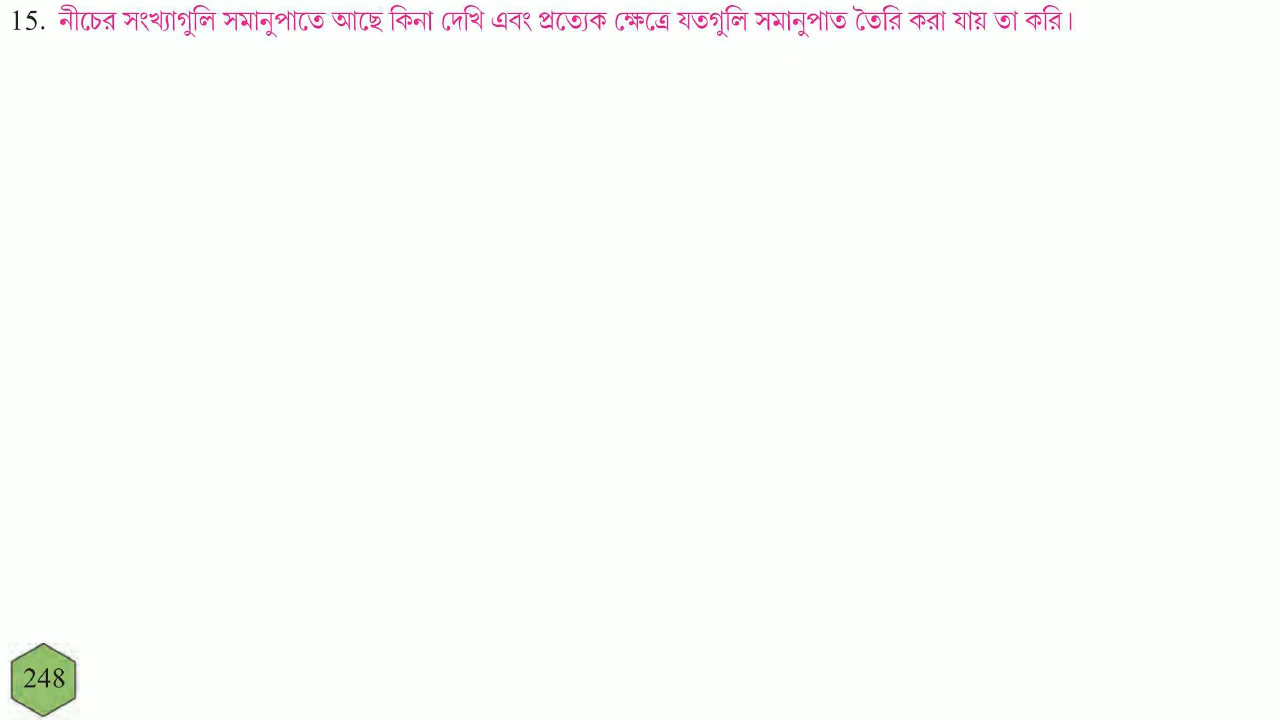 15. নীচের সংখ্যাগুলি সমানুপাতে আছে কিনা দেখি এবং প্রত্যেক ক্ষেত্রে যতগুলি সমানুপাত তৈরি করা যায় তা করি।
248